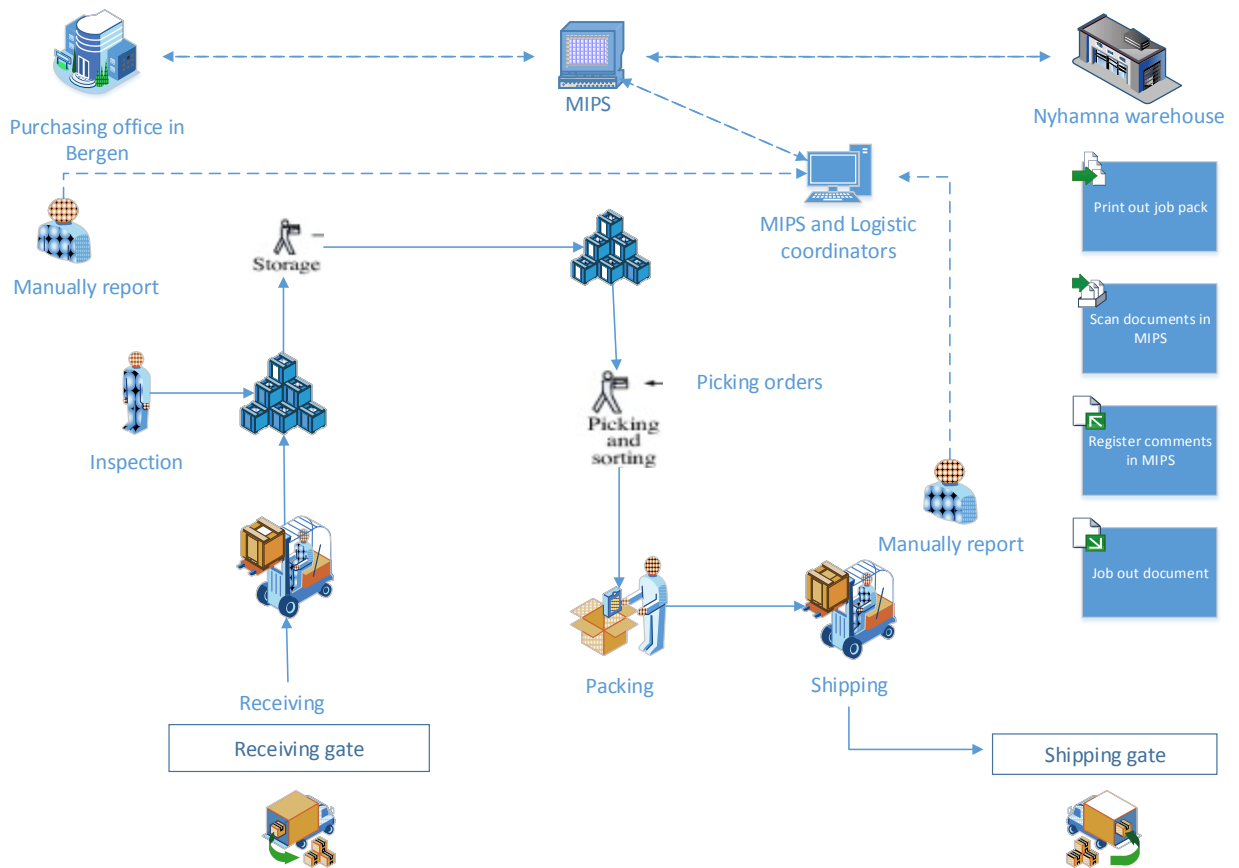 MIPS
Purchasing office in
Bergen
Nyhamna warehouse
Print out job pack
MIPS and Logistic
coordinators
Storage
Manually report
Scan documents in
MIPS
Picking orders
Picking
and
sorting
Register comments
in MIPS
Inspection
Manually report
Job out document
Packing
Shipping
Receiving
Receiving gate
Shipping gate